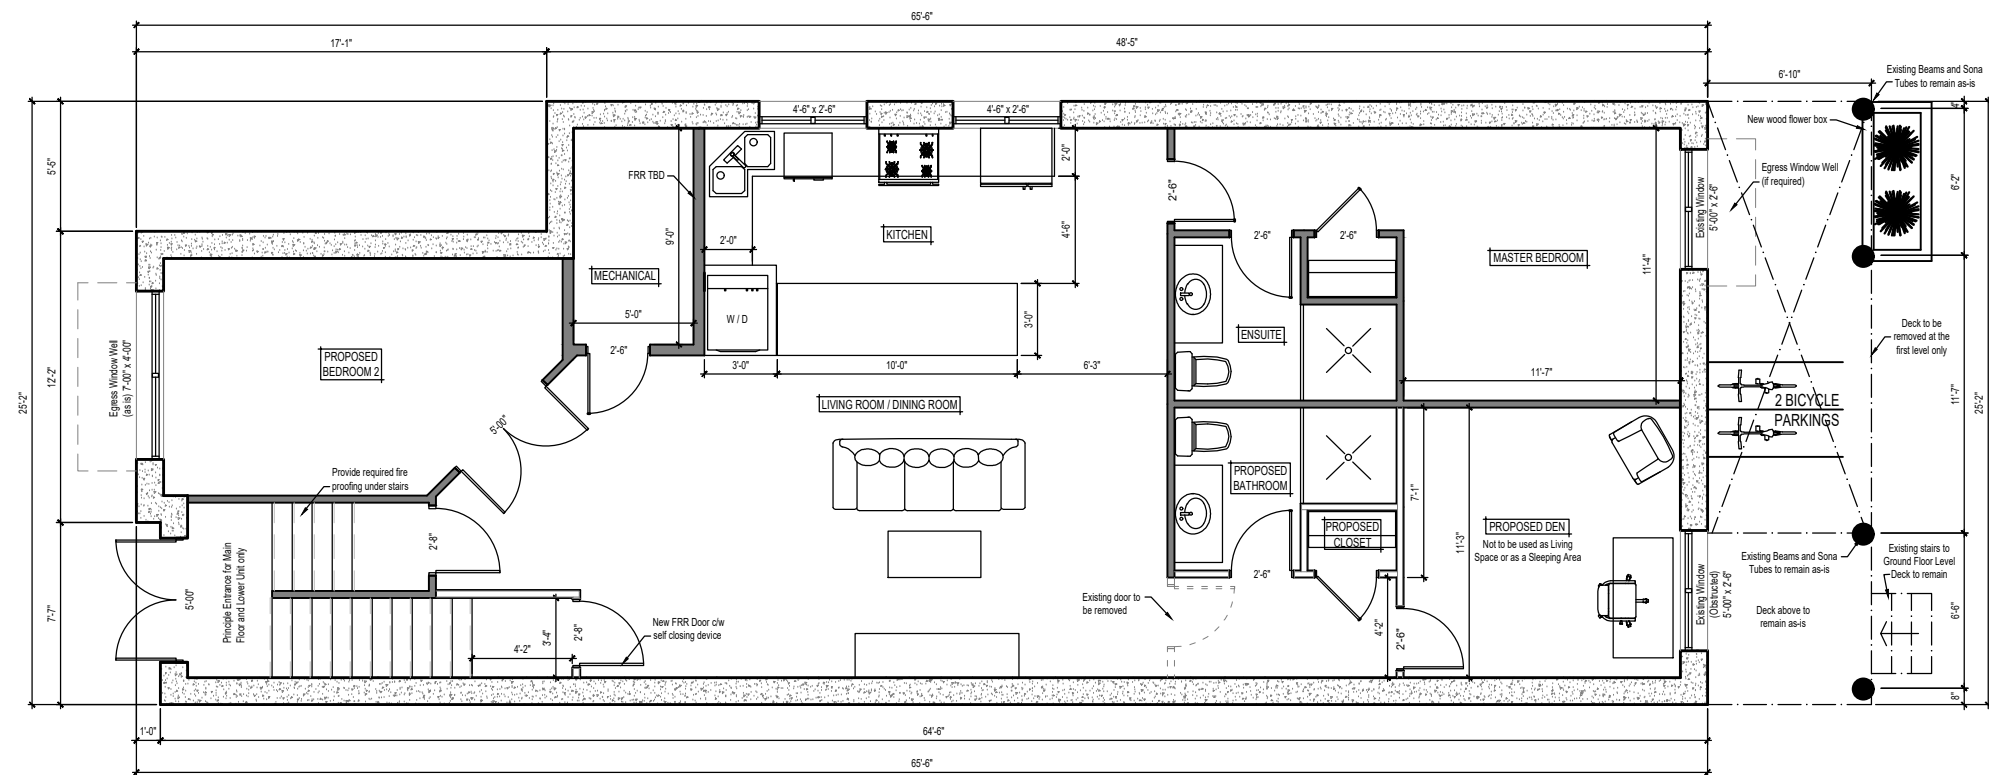 65'-6"
17'-1"
48'-5"
6'-10"
Existing Beams and Sona
Tubes to remain as-is
4'-6" x 2'-6"
4'-6" x 2'-6"
New wood flower box
5'-5"
FRR TBD
2'-0"
2'-6"
Existing Window
5'-00" x 2'-6"
Egress Window Well
(if required)
6'-2"
9'-0"
2'-0"
KITCHEN
4'-6"
2'-6"
2'-6"
MECHANICAL
MASTER BEDROOM
11'-4"
5'-0"
W / D
3'-0"
ENSUITE
Deck to be
removed at the
first level only
PROPOSED
BEDROOM 2
Egress Window Well
(as is) 7'-00" x 4'-00"
2'-6"
3'-0"
10'-0"
6'-3"
11'-7"
12'-2"
25'-2"
LIVING ROOM / DINING ROOM
5'-00"
2 BICYCLE
PARKINGS
11'-7"
25'-2"
Provide required fire
proofing under stairs
PROPOSED
BATHROOM
7'-1"
11'-3"
PROPOSED
CLOSET
PROPOSED DEN
Not to be used as Living
Space or as a Sleeping Area
2'-8"
2'-6"
Existing Beams and Sona
Tubes to remain as-is
Existing stairs to
Ground Floor Level
Deck to remain
Principle Entrance for Main
Floor and Lower Unit only
5'-00"
7'-7"
Existing door to
be removed
Existing Window
(Obstructed)
5'-00" x 2'-6"
Deck above to
remain as-is
6'-6"
New FRR Door c/w
self closing device
3'-4"
2'-8"
4'-2"
4'-2"
2'-6"
8"
1'-0"
64'-6"
65'-6"